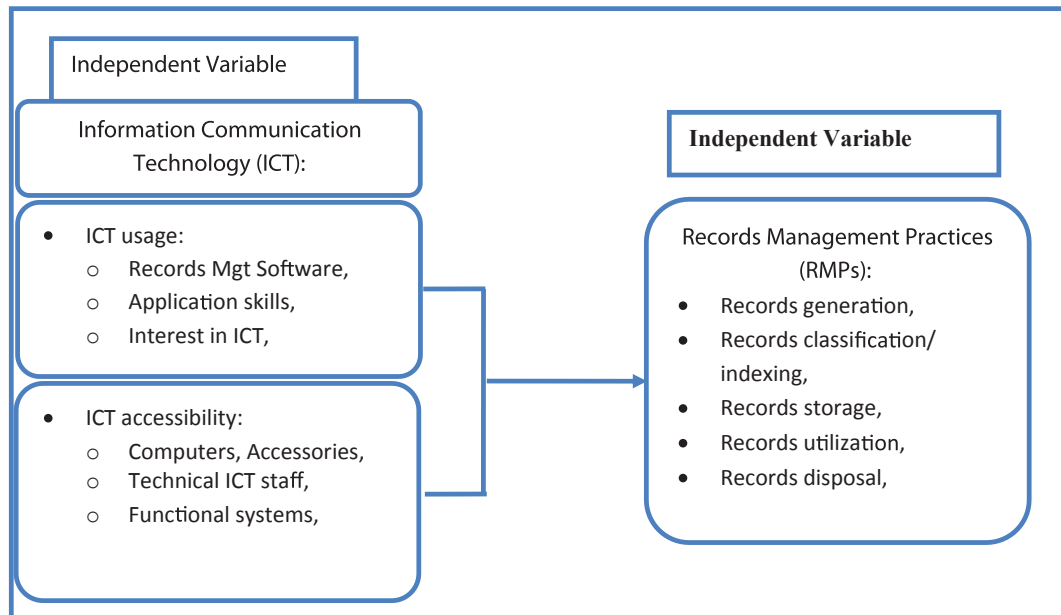 Independent Variable
Information Communication
Technology (ICT):
• ICT usage:
o Records Mgt Software,
o Application skills,
o Interest in ICT,
• ICT accessibility:
o Computers, Accessories,
o Technical ICT staff,
o Functional systems,
Independent Variable
Records Management Practices
(RMPs):
• Records generation,
• Records classification/
indexing,
• Records storage,
• Records utilization,
• Records disposal,